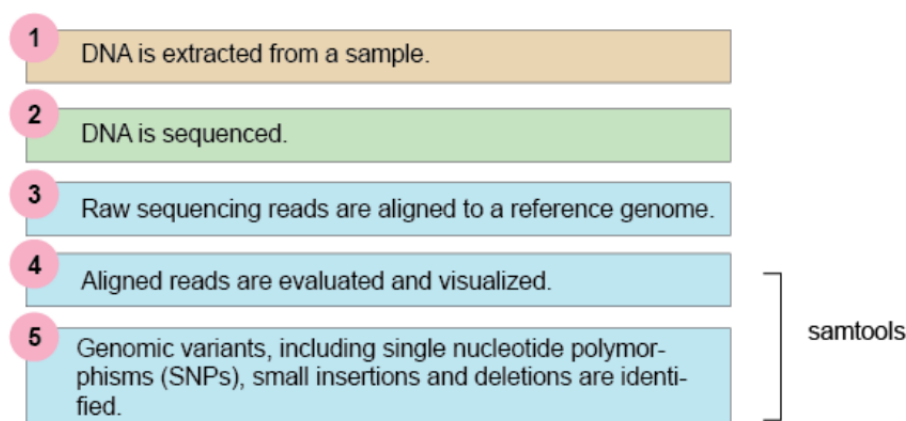 1
DNA is extracted from a sample.
2
DNA is sequenced.
3
Raw sequencing reads are aligned to a reference genome.
4
Aligned reads are evaluated and visualized.
5
Genomic variants, including single nucleotide polymor-
phisms (SNPs), small insertions and deletions are identi-
fied.
samtools